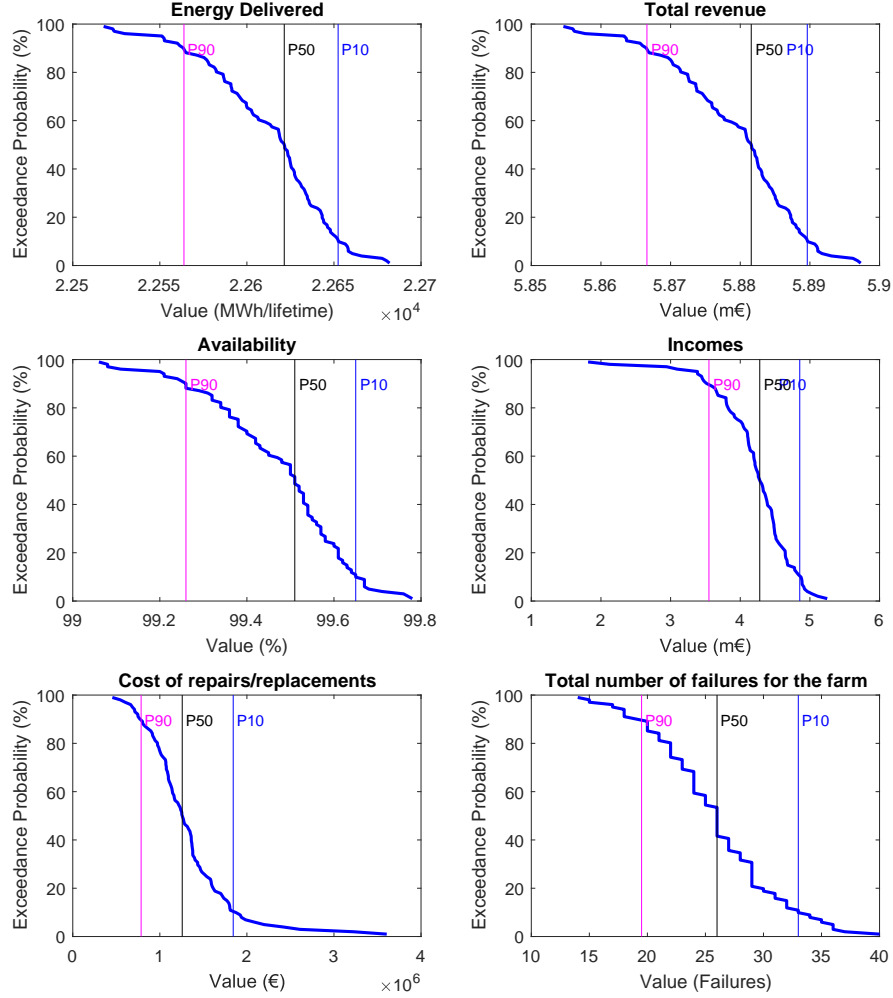 Energy Delivered
Exceedance Probability (%)
100
80
60
40
20
0
P90
P50
P10
2.25
2.255
2.26
2.265
2.27
Value (MWh/lifetime)
×10⁴
Total revenue
Exceedance Probability (%)
100
80
60
40
20
0
P90
P50
P10
5.85
5.86
5.87
5.88
5.89
5.9
Value (m€)
Availability
Exceedance Probability (%)
100
80
60
40
20
0
P90
P50
P10
99
99.2
99.4
99.6
99.8
Value (%)
Incomes
Exceedance Probability (%)
100
80
60
40
20
0
P90
P50
P10
1
2
3
4
5
6
Value (m€)
Cost of repairs/replacements
Exceedance Probability (%)
100
80
60
40
20
0
P90
P50
P10
0
1
2
3
4
Value (€)
×10⁶
Total number of failures for the farm
Exceedance Probability (%)
100
80
60
40
20
0
P90
P50
P10
10
15
20
25
30
35
40
Value (Failures)